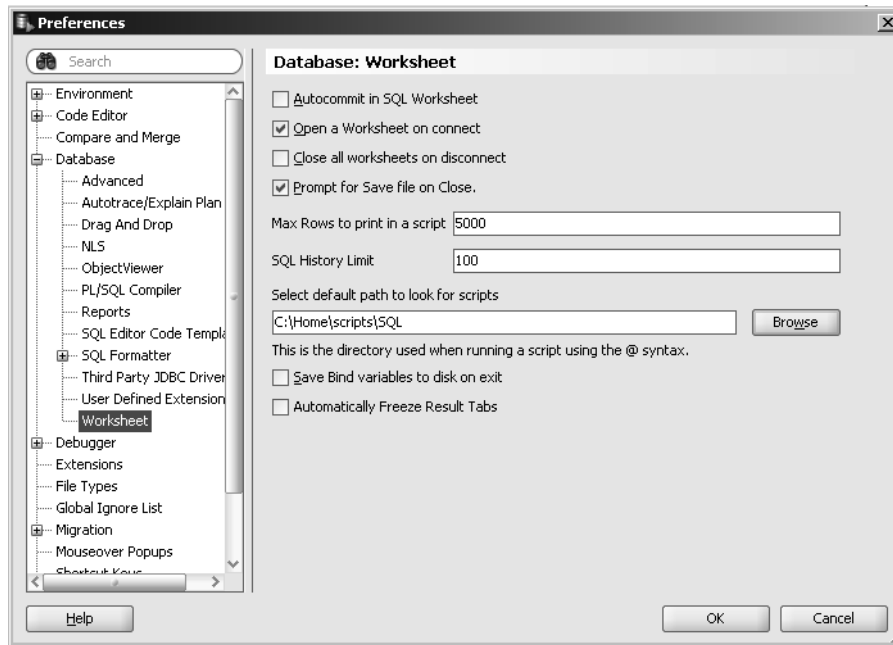 Preferences
Search
Environment
Code Editor
Compare and Merge
Database
Advanced
Autotrace/Explain Plan
Drag And Drop
NLS
ObjectViewer
PL/SQL Compiler
Reports
SQL Editor Code Templa
SQL Formatter
Third Party JDBC Driver
User Defined Extension
Worksheet
Debugger
Extensions
File Types
Global Ignore List
Migration
Mouseover Popups
Shortcut Keys
Database: Worksheet
Autocommit in SQL Worksheet
Open a Worksheet on connect
Close all worksheets on disconnect
Prompt for Save file on Close.
Max Rows to print in a script 5000
SQL History Limit 100
Select default path to look for scripts
C:\Home\scripts\SQL Browse
This is the directory used when running a script using the @ syntax.
Save Bind variables to disk on exit
Automatically Freeze Result Tabs
Help OK Cancel